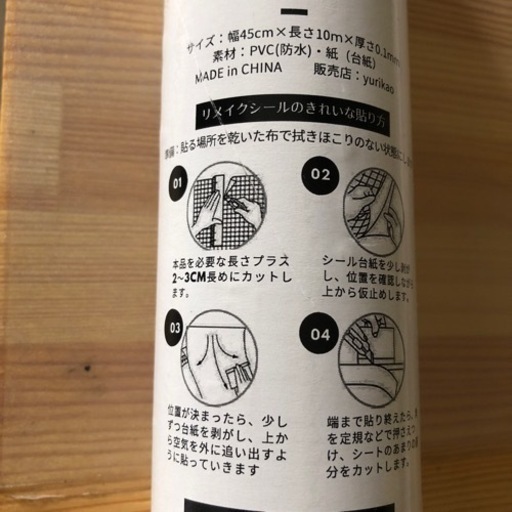 サイズ：幅45cm×長さ10m×厚さ0.1mm
素材：PVC(防水)・紙（台紙）
MADE in CHINA　販売店：yurikao
リメイクシールのきれいな貼り方
準備：貼る場所を乾いた布で拭きほこりのない状態に
01
本品を必要な長さプラス
2~3CM長めにカットし
ます。
02
シール台紙を少し剥が
し、位置を確認しながら
上から仮止めします。
03
位置が決まったら、少し
ずつ台紙を剥がし、上か
ら空気を外に追い出すよ
うに貼っていきます
04
端まで貼り終えたら、
を定規などで押さえつ
け、シートのあまりの
分をカットします。